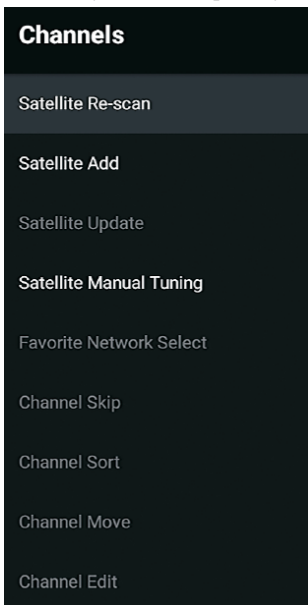 Channels
Satellite Re-scan
Satellite Add
Satellite Update
Satellite Manual Tuning
Favorite Network Select
Channel Skip
Channel Sort
Channel Move
Channel Edit